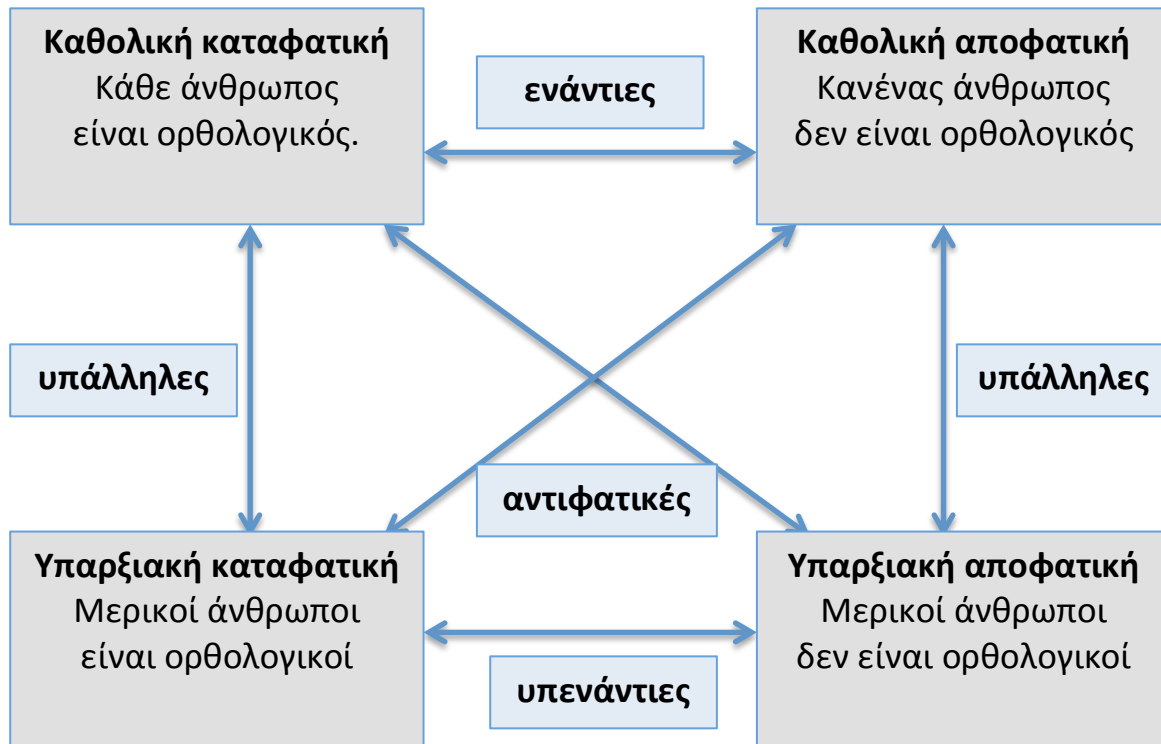 Καθολική καταφατική
Κάθε άνθρωπος
είναι ορθολογικός.
ενάντιες
Καθολική αποφατική
Κανένας άνθρωπος
δεν είναι ορθολογικός
υπάλληλες
υπάλληλες
αντιφατικές
Υπαρξιακή καταφατική
Μερικοί άνθρωποι
είναι ορθολογικοί
υπενάντιες
Υπαρξιακή αποφατική
Μερικοί άνθρωποι
δεν είναι ορθολογικοί